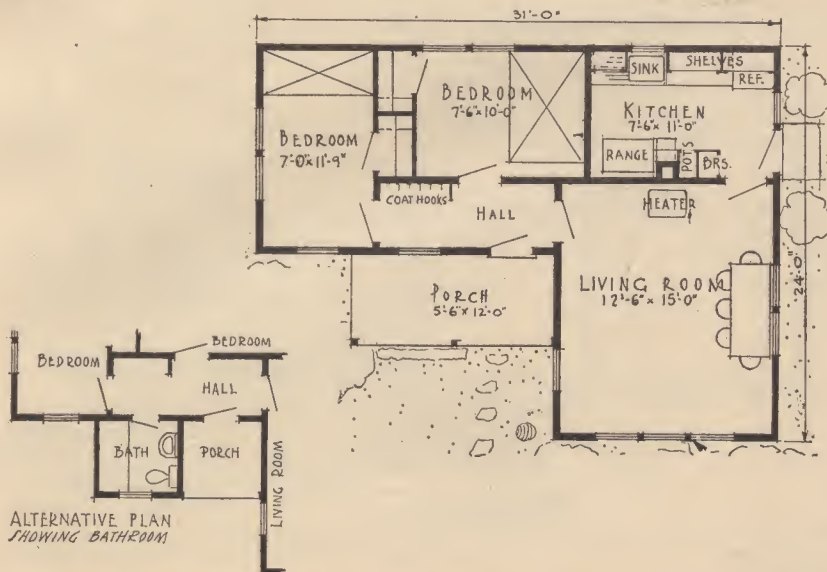 31'-0"
SINK
SHELVES
REF.
BEDROOM
7'-6" x 10'-0"
KITCHEN
7'-6" x 11'-0"
BEDROOM
7'-0" x 11'-9"
RANGE
POTS
BRS.
COAT HOOKS
HALL
HEATER
24'-0"
PORCH
5'-6" x 12'-0"
LIVING ROOM
12'-6" x 15'-0"
BEDROOM
BEDROOM
HALL
BATH
PORCH
LIVING ROOM
ALTERNATIVE PLAN
SHOWING BATHROOM